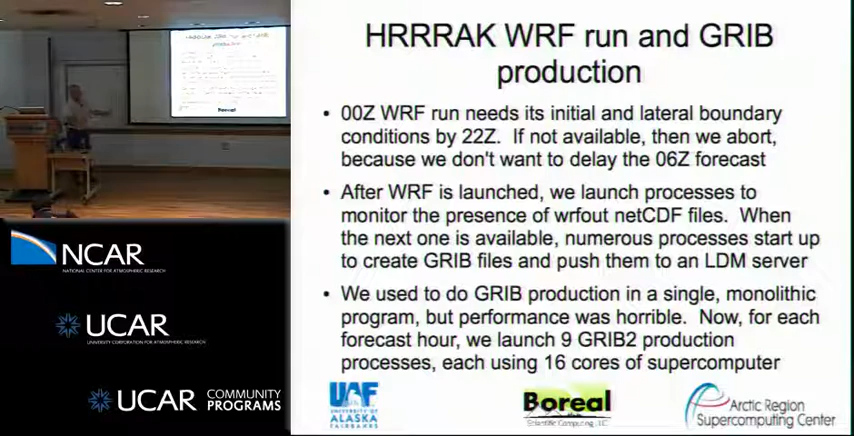 HRRRAK WRF run and GRIB
production
• 00Z WRF run needs its initial and lateral boundary
conditions by 22Z. If not available, then we abort,
because we don't want to delay the 06Z forecast
• After WRF is launched, we launch processes to
monitor the presence of wrfout netCDF files. When
the next one is available, numerous processes start up
to create GRIB files and push them to an LDM server
• We used to do GRIB production in a single, monolithic
program, but performance was horrible. Now, for each
forecast hour, we launch 9 GRIB2 production
processes, each using 16 cores of supercomputer
UAF
UNIVERSITY OF
ALASKA
FAIRBANKS
Boreal
Scientific Computing LLC
Arctic Region
Supercomputing Center
Boreal
NCAR
NATIONAL CENTER FOR ATMOSPHERIC RESEARCH
UCAR
UNIVERSITY CORPORATION FOR ATMOSPHERIC RESEARCH
UCAR COMMUNITY
PROGRAMS